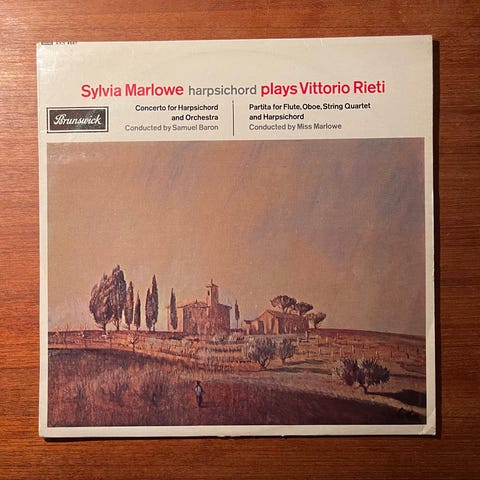 Sylvia Marlowe harpsichord plays Vittorio Rieti
Concerto for Harpsichord
and Orchestra
Conducted by Samuel Baron
Partita for Flute, Oboe, String Quartet
and Harpsichord
Conducted by Miss Marlowe
Brunswick